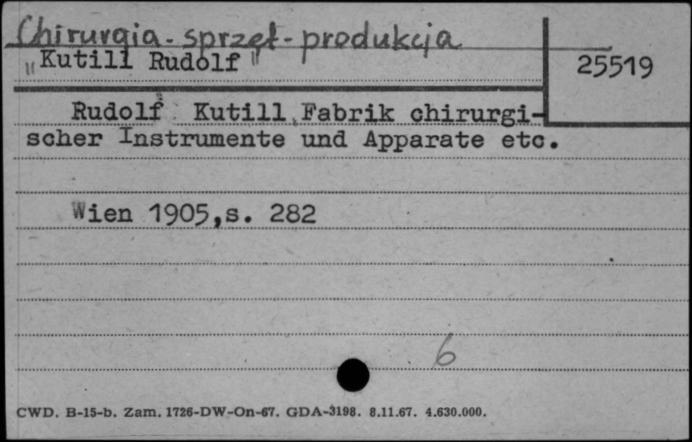 Chirurgia - sprzęt - produkcja
"Kutill Rudolf"
25519
Rudolf Kutill Fabrik chirurgi-
scher Instrumente und Apparate etc.
Wien 1905,s. 282
6
CWD. B-15-b. Zam. 1726-DW-On-67. GDA-3198. 8.11.67. 4.630.000.